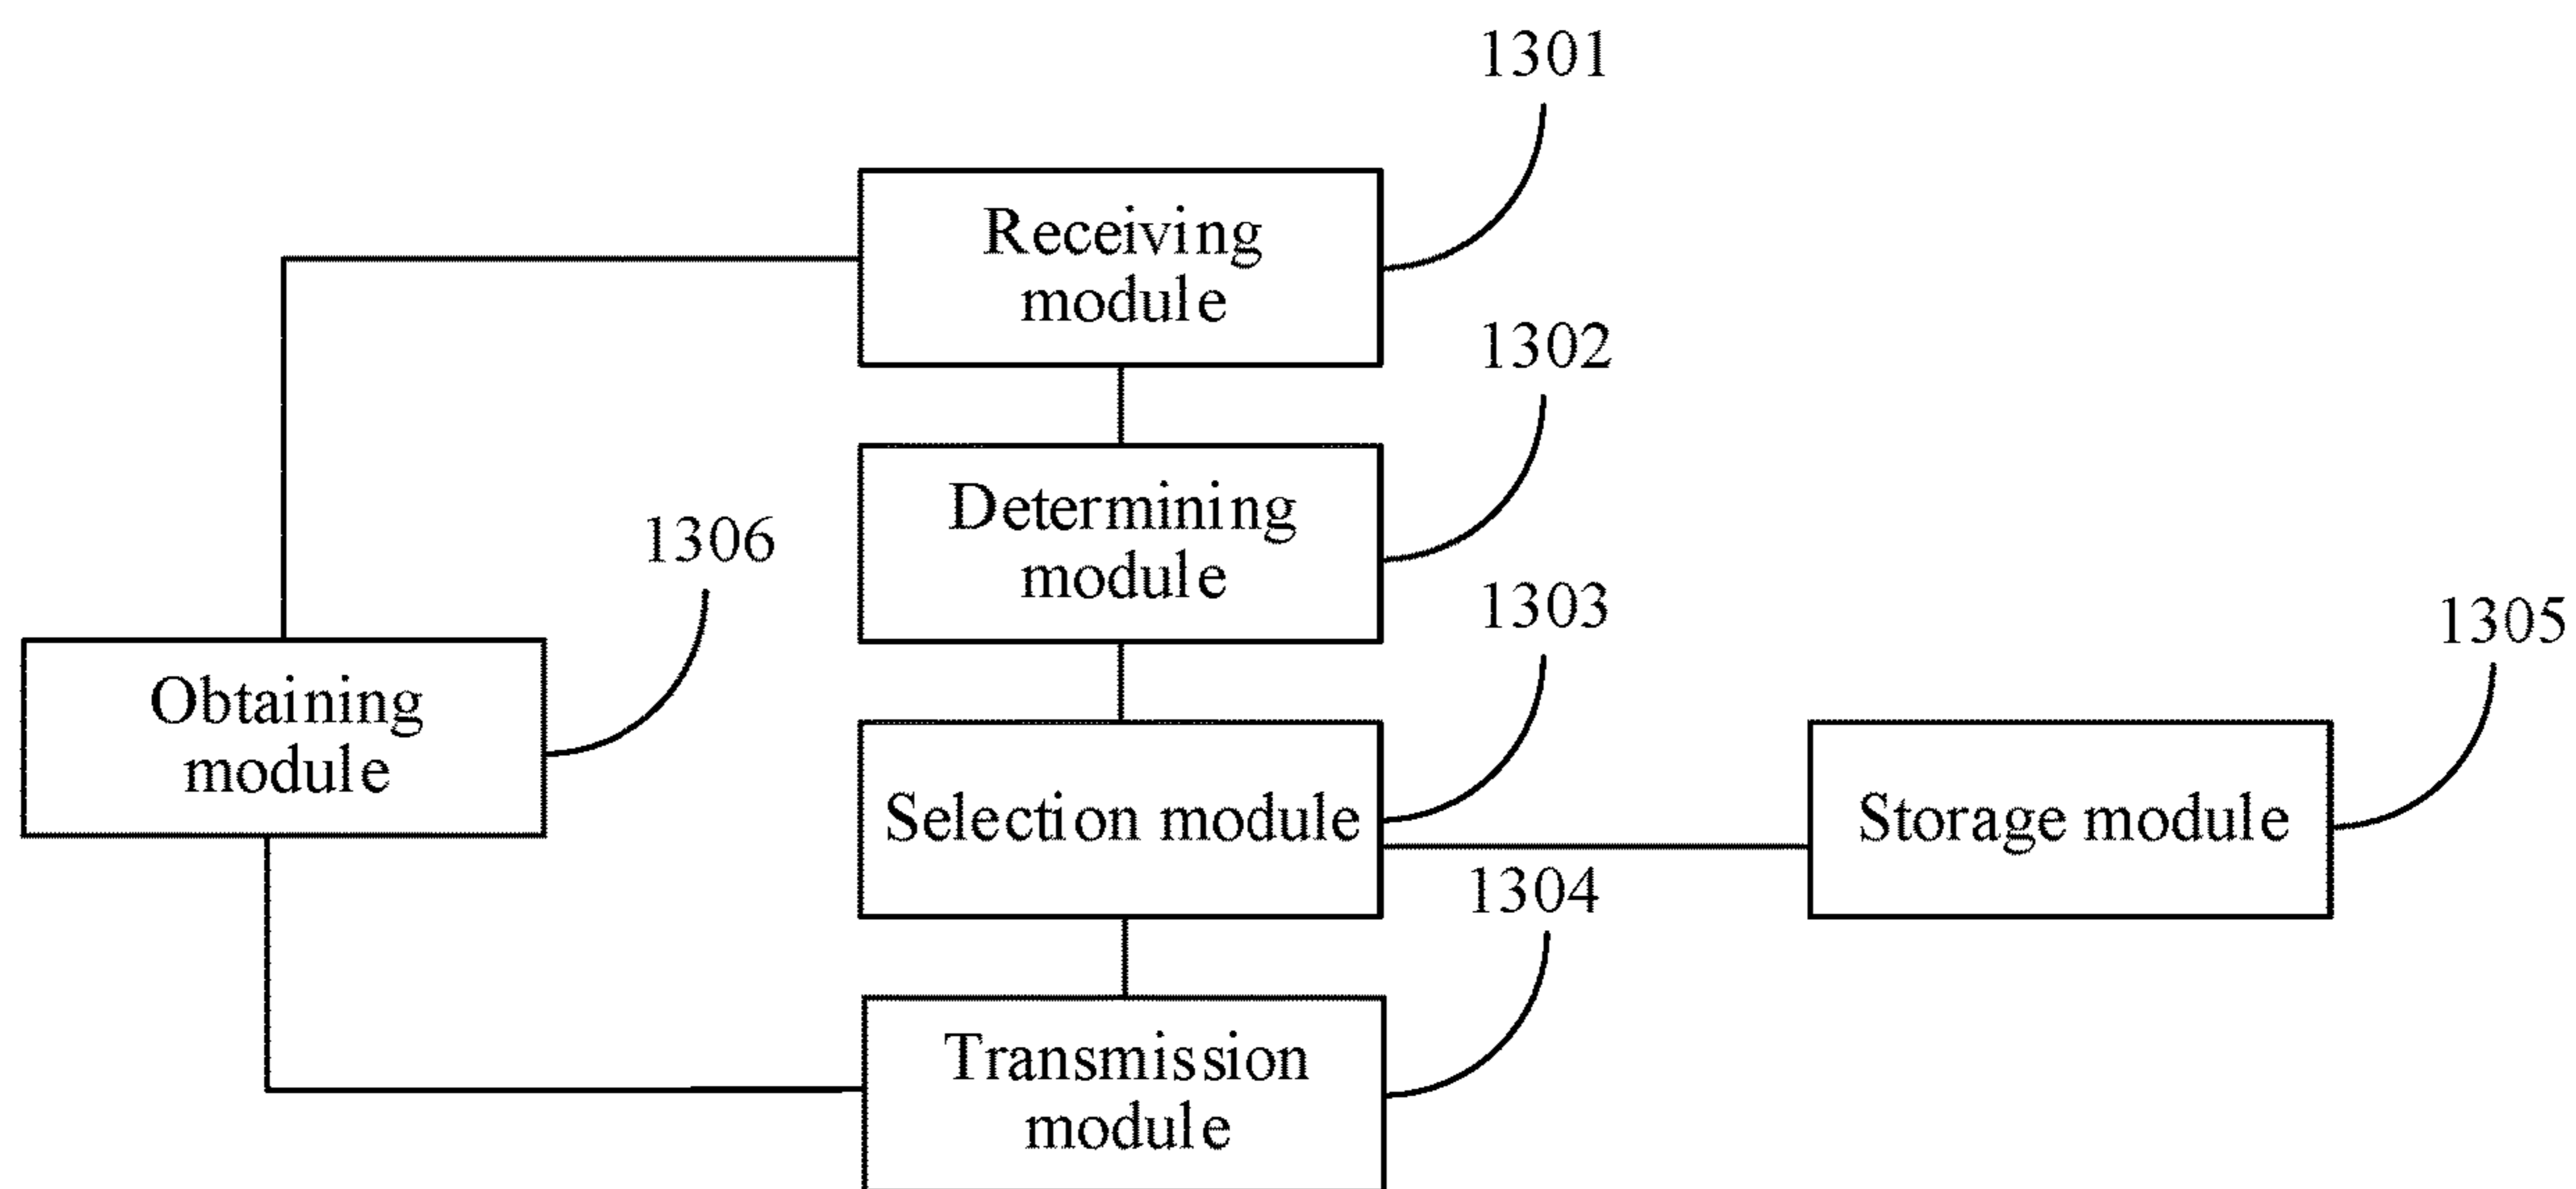 1301
Receiving
module
1302
Determining
module
1306
1303
1305
Obtaining
module
Selection module
Storage module
1304
Transmission
module